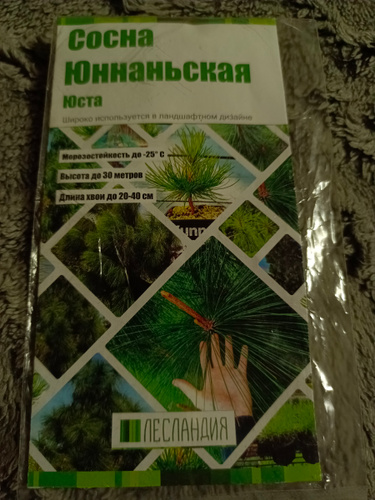 Сосна
Юннаньская
Юста
Широко используется в ландшафтном дизайне
Морозостойкость до -25° С
Высота до 30 метров
Длина хвои до 20-40 см
ЛЕСЛАНДИЯ